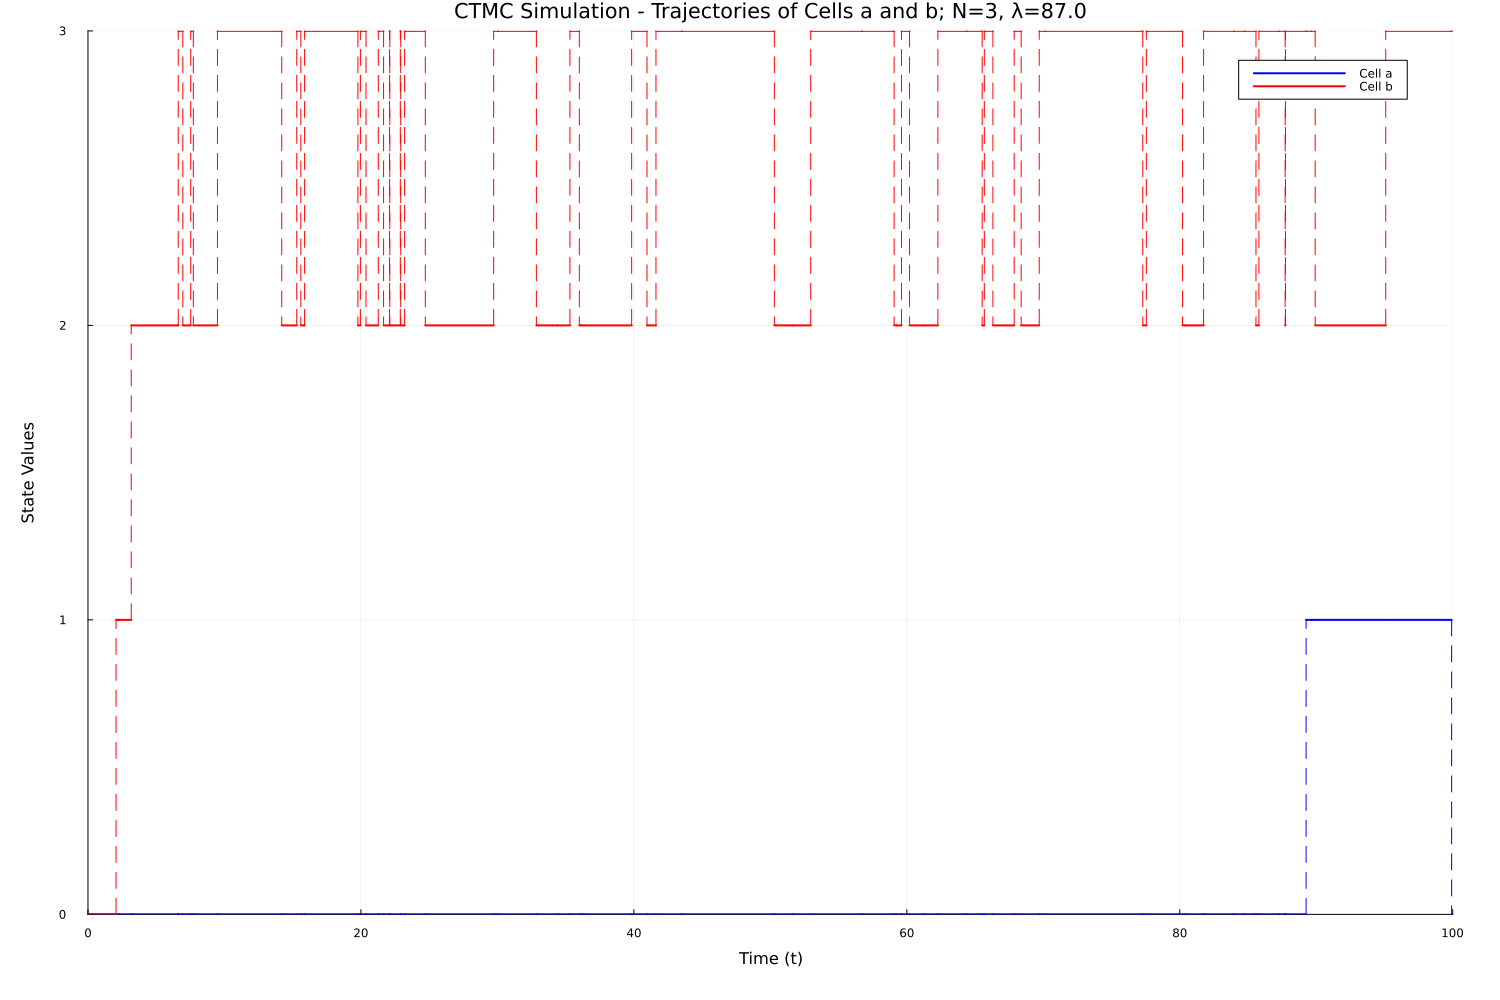 CTMC Simulation - Trajectories of Cells a and b; N=3, λ=87.0
3
Cell a
Cell b
2
State Values
1
0
0 20 40 60 80 100
Time (t)